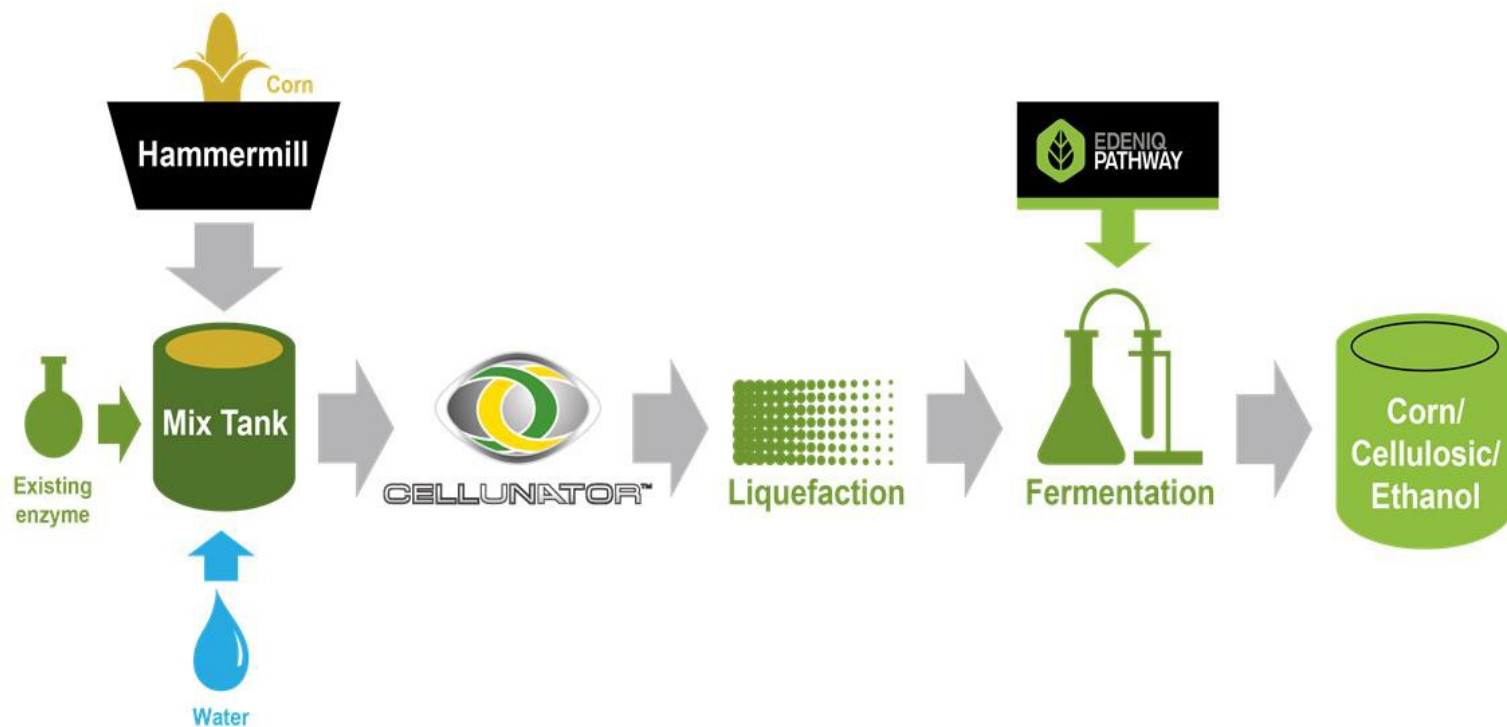 Corn
Hammermill
EDENIQ
PATHWAY
Mix Tank
Existing
enzyme
Water
CELLUNATOR™
Liquefaction
Fermentation
Corn/
Cellulosic/
Ethanol